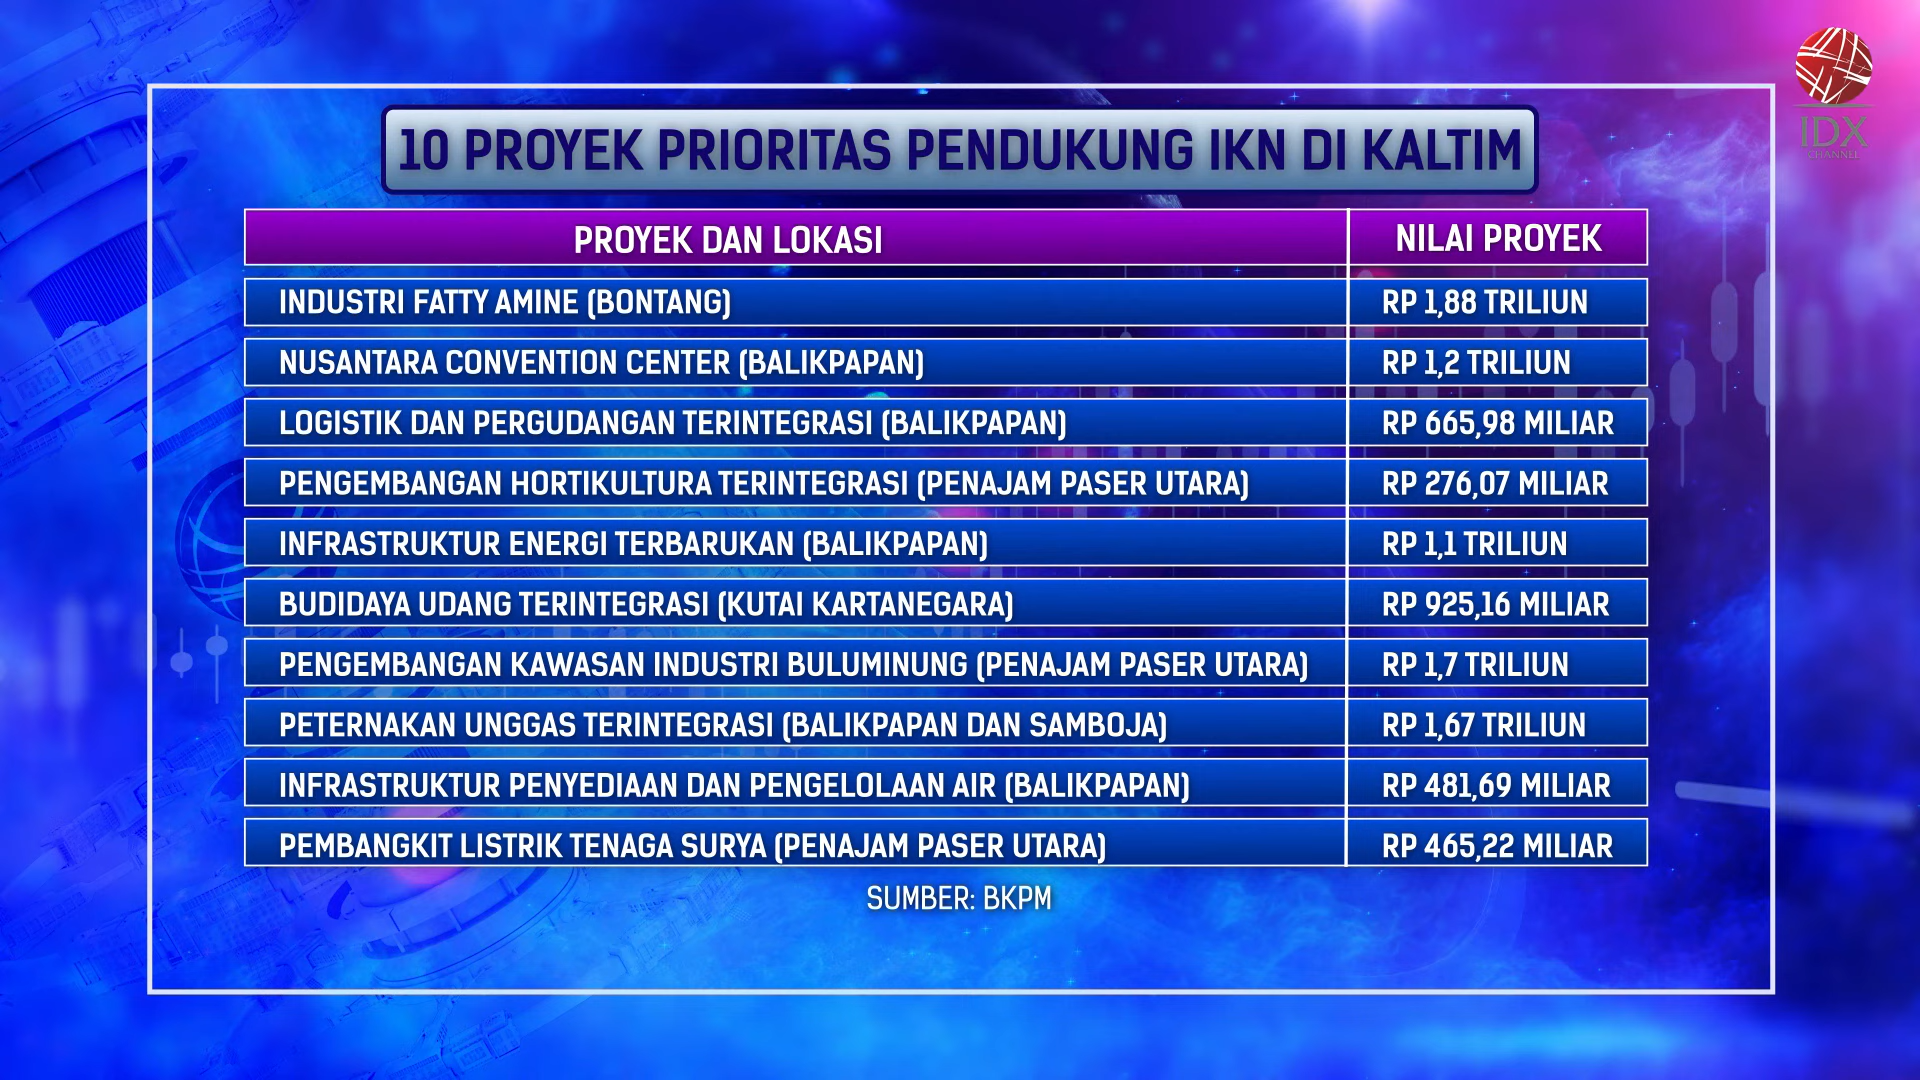 IDX
CHANNEL
10 PROYEK PRIORITAS PENDUKUNG IKN DI KALTIM
PROYEK DAN LOKASI NILAI PROYEK
INDUSTRI FATTY AMINE (BONTANG) RP 1,88 TRILIUN
NUSANTARA CONVENTION CENTER (BALIKPAPAN) RP 1,2 TRILIUN
LOGISTIK DAN PERGUDANGAN TERINTEGRASI (BALIKPAPAN) RP 665,98 MILIAR
PENGEMBANGAN HORTIKULTURA TERINTEGRASI (PENAJAM PASER UTARA) RP 276,07 MILIAR
INFRASTRUKTUR ENERGI TERBARUKAN (BALIKPAPAN) RP 1,1 TRILIUN
BUDIDAYA UDANG TERINTEGRASI (KUTAI KARTANEGARA) RP 925,16 MILIAR
PENGEMBANGAN KAWASAN INDUSTRI BULUMINUNG (PENAJAM PASER UTARA) RP 1,7 TRILIUN
PETERNAKAN UNGGAS TERINTEGRASI (BALIKPAPAN DAN SAMBOJA) RP 1,67 TRILIUN
INFRASTRUKTUR PENYEDIAAN DAN PENGELOLAAN AIR (BALIKPAPAN) RP 481,69 MILIAR
PEMBANGKIT LISTRIK TENAGA SURYA (PENAJAM PASER UTARA) RP 465,22 MILIAR
SUMBER: BKPM